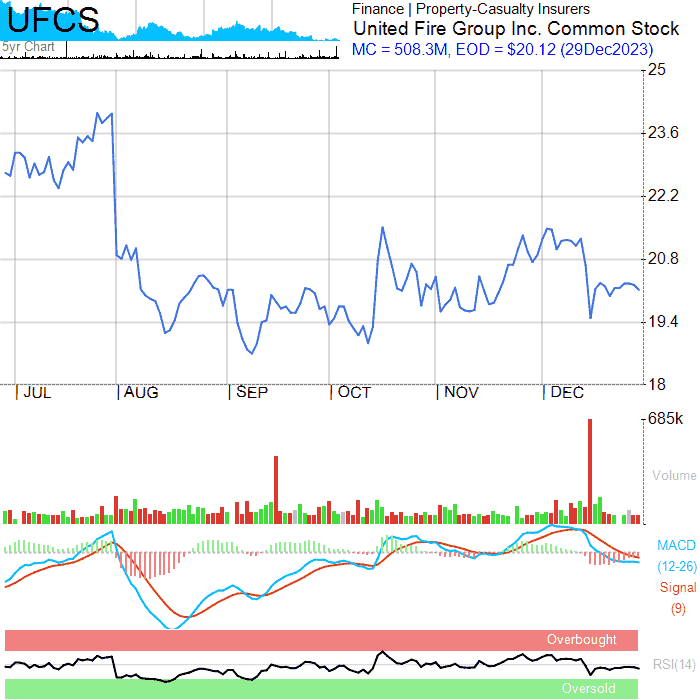 UFCS
5yr Chart
Finance | Property-Casualty Insurers
United Fire Group Inc. Common Stock
MC = 508.3M, EOD = $20.12 (29Dec2023)
25
23.6
22.2
20.8
19.4
18
JUL AUG SEP OCT NOV DEC
685k
Volume
MACD
(12-26)
Signal
(9)
Overbought
RSI(14)
Oversold